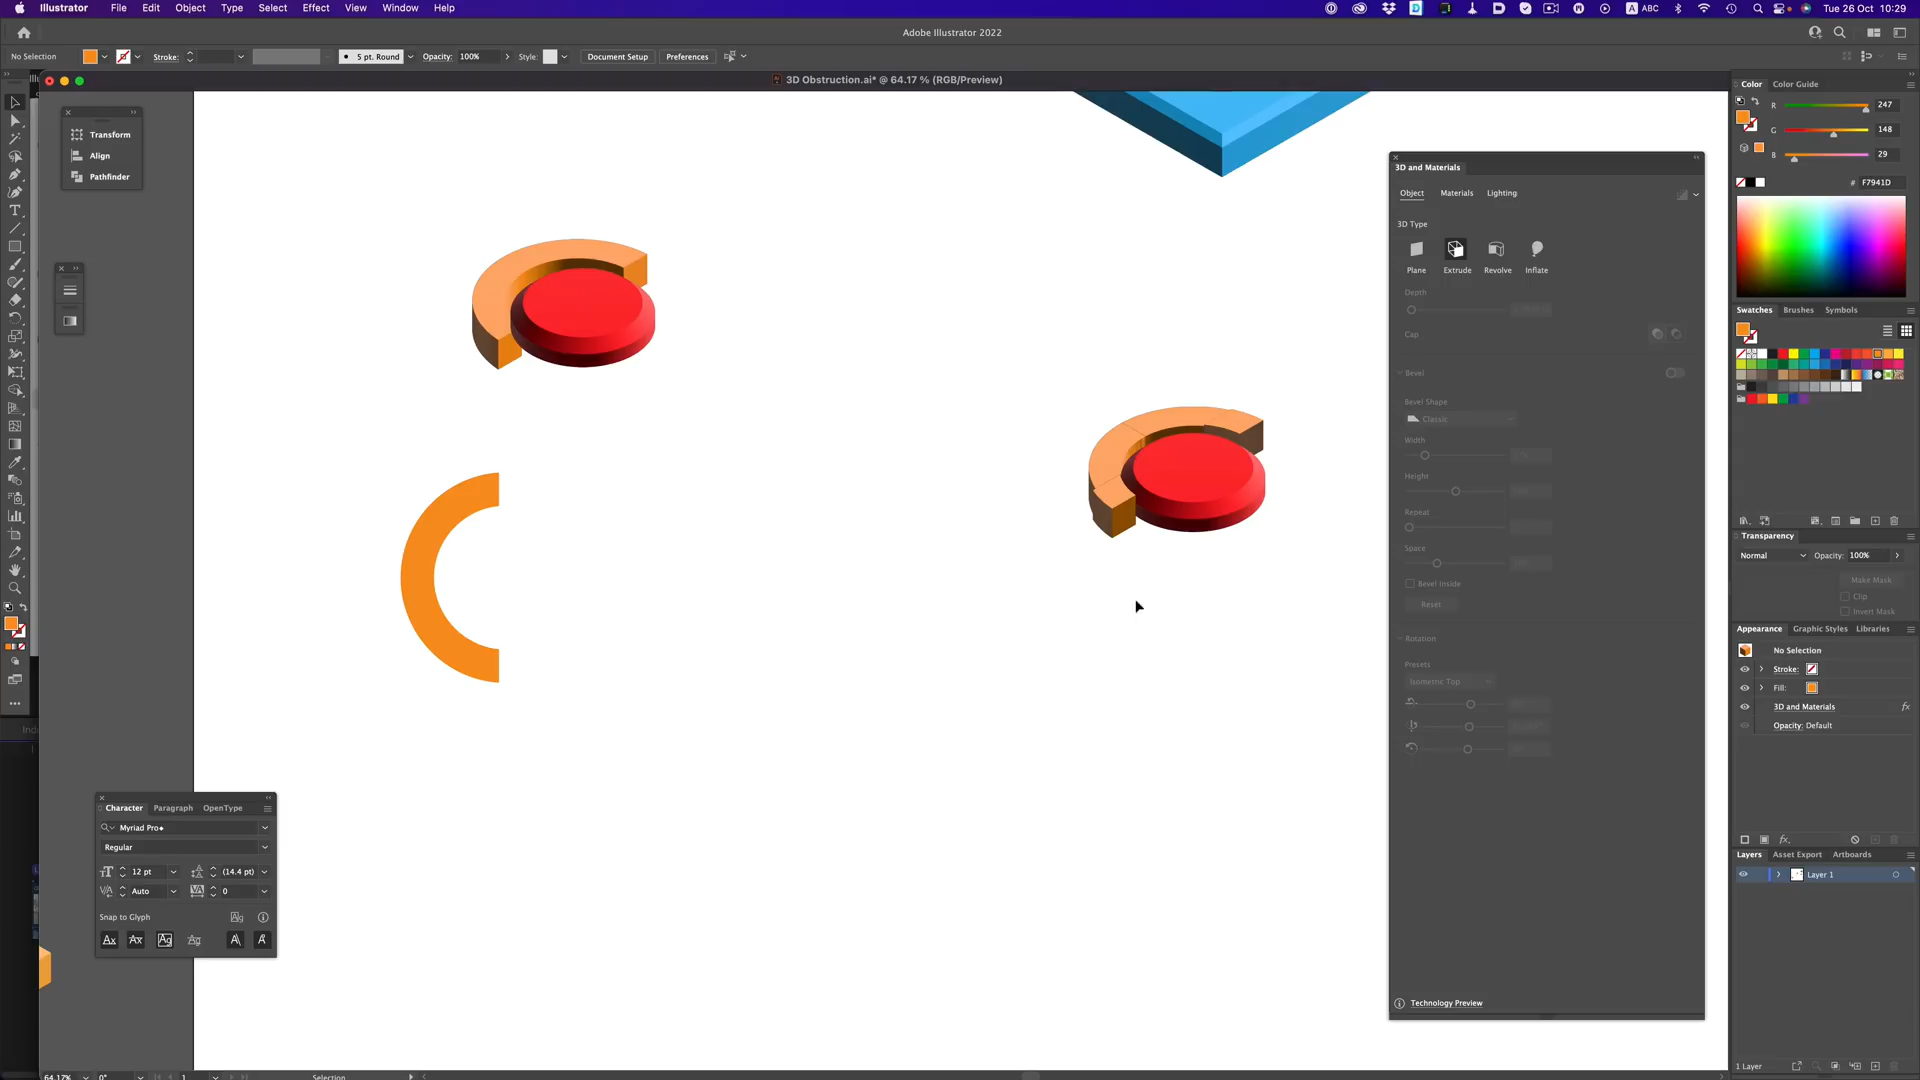 Illustrator File Edit Object Type Select Effect View Window Help
ABC Tue 26 Oct 10:29
Adobe Illustrator 2022
No Selection Stroke: 5 pt. Round Opacity: 100% Style: Document Setup Preferences
3D Obstruction.ai* @ 64.17 % (RGB/Preview)
Transform
Align
Pathfinder
3D and Materials
Object Materials Lighting
3D Type
Plane Extrude Revolve Inflate
Depth
Cap
Bevel
Bevel Shape
Classic
Width
Height
Repeat
Space
Bevel Inside
Reset
Rotation
Presets
Isometric Top
Technology Preview
Color Color Guide
R 247
G 148
B 29
# F7941D
Swatches Brushes Symbols
Transparency
Normal Opacity: 100%
Make Mask
Clip
Invert Mask
Appearance Graphic Styles Libraries
No Selection
Stroke:
Fill:
3D and Materials fx
Opacity: Default
fx
Layers Asset Export Artboards
Layer 1
1 Layer
Character Paragraph OpenType
Myriad Pro
Regular
12 pt (14.4 pt)
Auto 0
Snap to Glyph
64.17% 0° 1 Selection